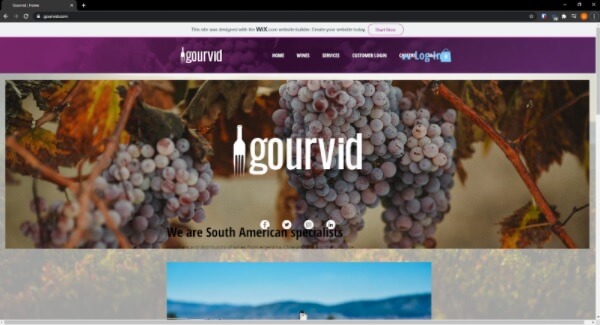 Gourvid | Home
gourvid.com
This site was designed with the WiX.com website builder. Create your website today. Start Now
gourvid HOME WINES SERVICES CUSTOMER LOGIN Log In
gourvid
We are South American specialists